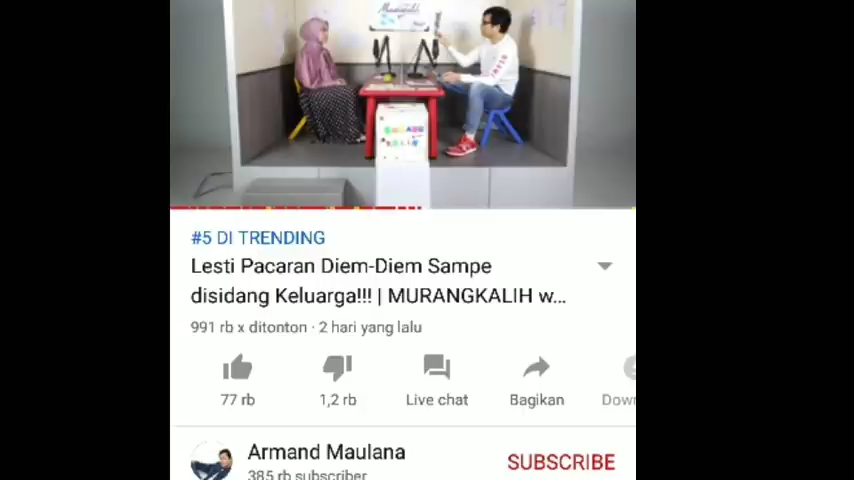 #5 DI TRENDING
Lesti Pacaran Diem-Diem Sampe
disidang Keluarga!!! | MURANGKALIH w...
991 rb x ditonton · 2 hari yang lalu
77 rb
1,2 rb
Live chat
Bagikan
Down
Armand Maulana
385 rb subscriber
SUBSCRIBE